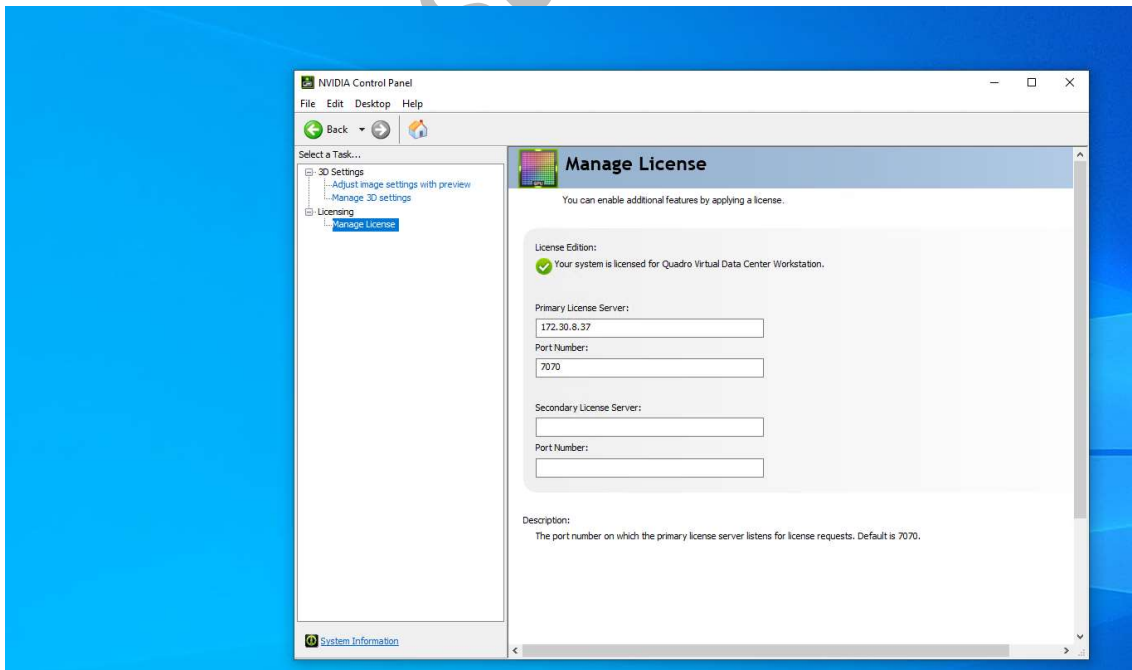 NVIDIA Control Panel
File Edit Desktop Help
Back
Select a Task...
3D Settings
Adjust image settings with preview
Manage 3D settings
Licensing
Manage License
System Information
Manage License
You can enable additional features by applying a license.
License Edition:
Your system is licensed for Quadro Virtual Data Center Workstation.
Primary License Server:
172.30.8.37
Port Number:
7070
Secondary License Server:
Port Number:
Description:
The port number on which the primary license server listens for license requests. Default is 7070.